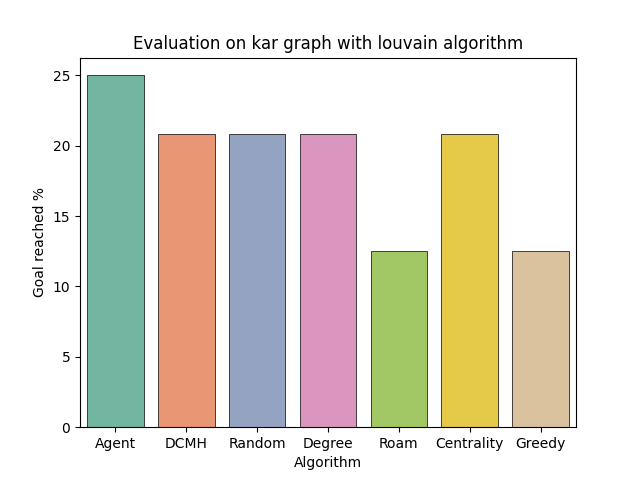 Evaluation on kar graph with louvain algorithm
Goal reached %
25
20
15
10
5
0
Agent DCMH Random Degree Roam Centrality Greedy
Algorithm